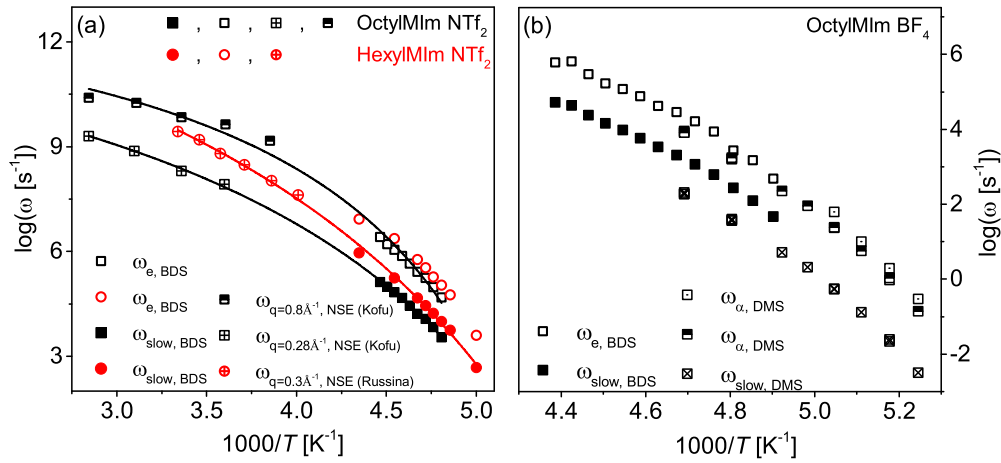 (a)
, , , OctylMIm NTf2
, , HexylMIm NTf2
12
9
6
3
log(ω [s-1])
ωe, BDS
ωe, BDS
ωslow, BDS
ωslow, BDS
ωq=0.8Å-1, NSE (Kofu)
ωq=0.28Å-1, NSE (Kofu)
ωq=0.3Å-1, NSE (Russina)
3.0 3.5 4.0 4.5 5.0
1000/T [K-1]
(b)
OctylMIm BF4
6
4
2
0
-2
log(ω [s-1])
ωe, BDS
ωslow, BDS
ωα, DMS
ωα, DMS
ωslow, DMS
4.4 4.6 4.8 5.0 5.2
1000/T [K-1]